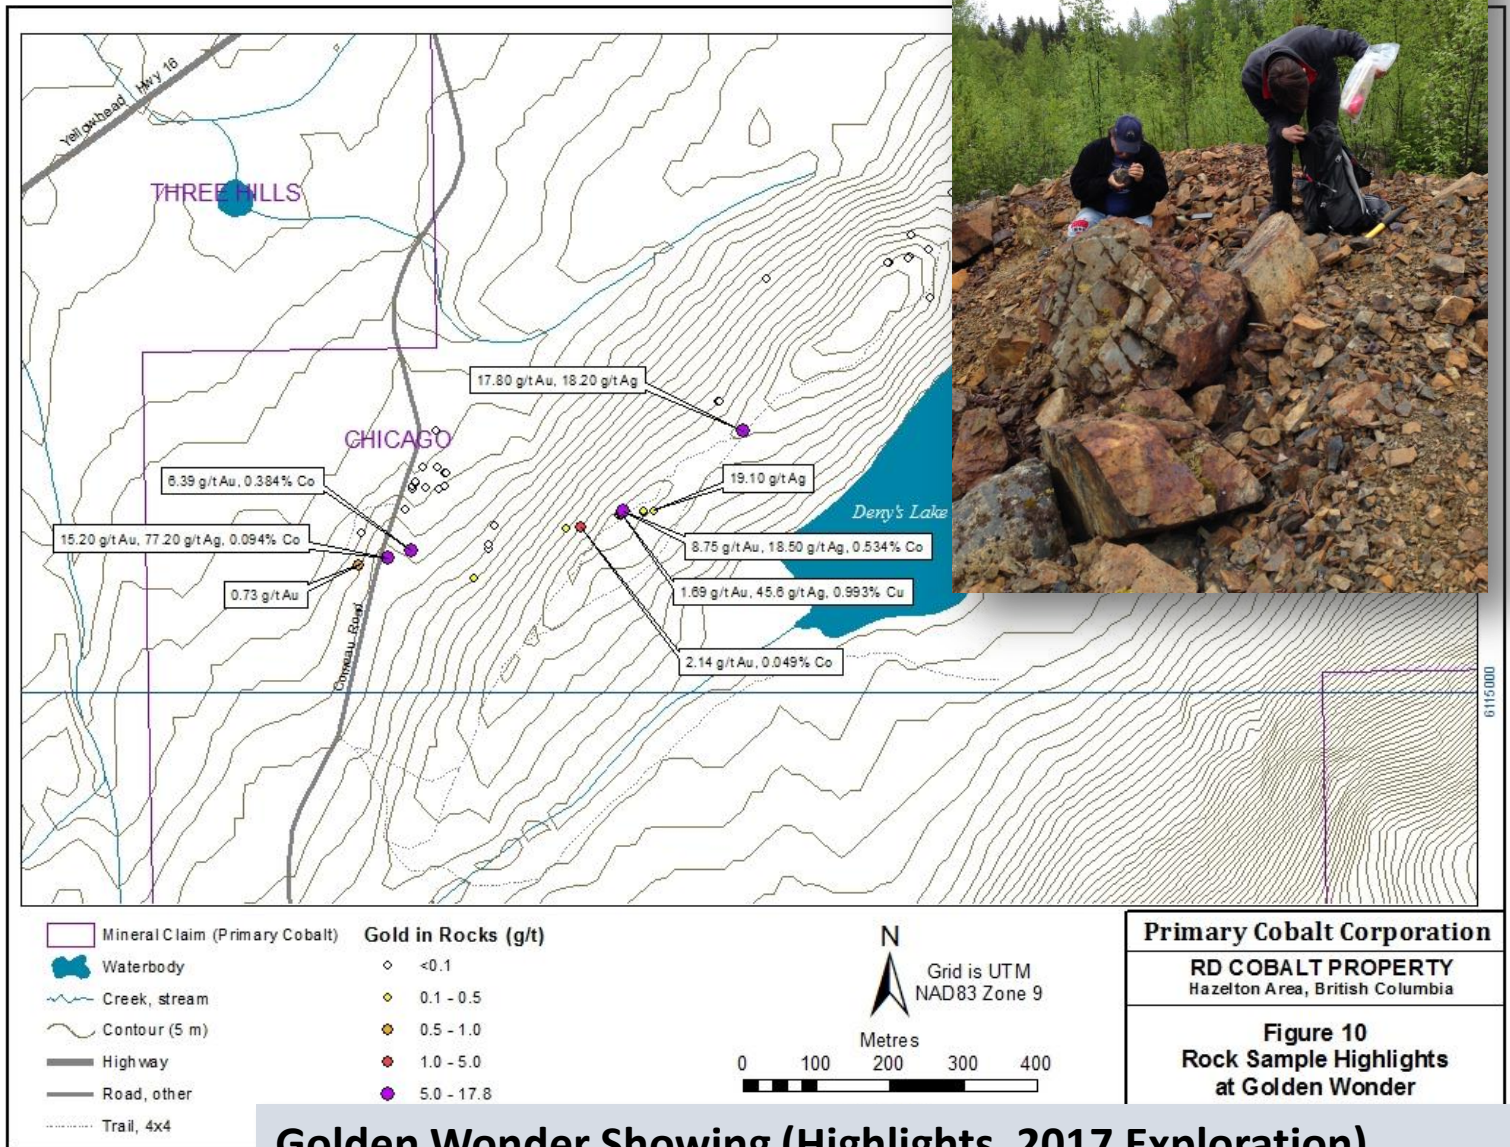 Yellowhead Hwy 16
THREE HILLS
17.80 g/t Au, 18.20 g/t Ag
CHICAGO
6.39 g/t Au, 0.384% Co
19.10 g/t Ag
Deny's Lake
15.20 g/t Au, 77.20 g/t Ag, 0.094% Co
8.75 g/t Au, 18.50 g/t Ag, 0.534% Co
0.73 g/t Au
1.69 g/t Au, 45.6 g/t Ag, 0.993% Cu
Comeau Road
2.14 g/t Au, 0.049% Co
6115000
Mineral Claim (Primary Cobalt)
Waterbody
Creek, stream
Contour (5 m)
Highway
Road, other
Trail, 4x4
Gold in Rocks (g/t)
<0.1
0.1 - 0.5
0.5 - 1.0
1.0 - 5.0
5.0 - 17.8
N
Grid is UTM
NAD83 Zone 9
Metres
0 100 200 300 400
Primary Cobalt Corporation
RD COBALT PROPERTY
Hazelton Area, British Columbia
Figure 10
Rock Sample Highlights
at Golden Wonder
Golden Wonder Showing (Highlights, 2017 Exploration)